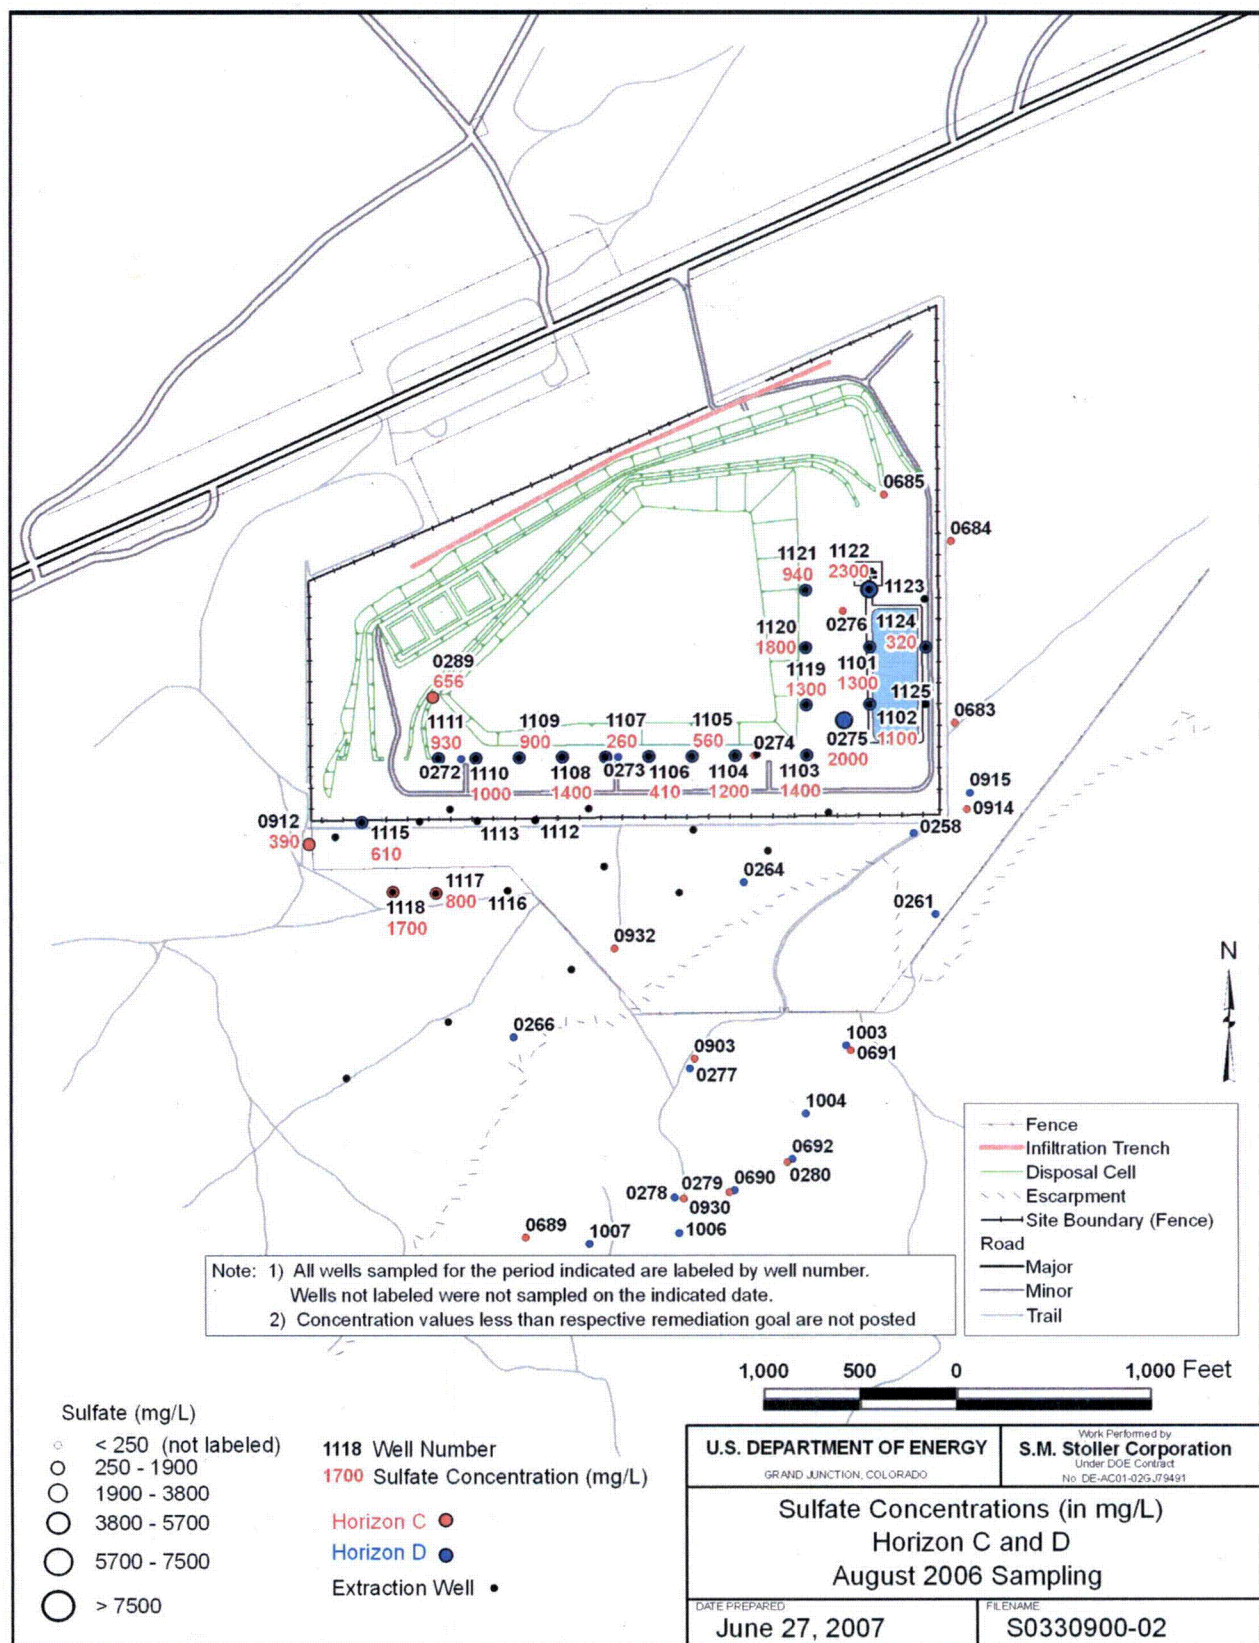 0685
0684
1121
1122
940
2300
1123
1120
0276
1124
1800
320
0289
1119
1101
656
1300
1300
1125
1111
1109
1107
1105
0683
930
900
260
560
0274
0275
1102
2000
1100
0272
1110
1108
0273
1106
1104
1103
1000
1400
410
1200
1400
0915
0914
0912
1115
1113
1112
0258
390
610
0264
1117
1116
0261
1118
800
1700
0932
N
0266
1003
0903
0691
0277
1004
0692
0280
0278
0279
0690
0930
0689
1007
1006
Fence
Infiltration Trench
Disposal Cell
Escarpment
Site Boundary (Fence)
Road
Major
Minor
Trail
Note: 1) All wells sampled for the period indicated are labeled by well number.
Wells not labeled were not sampled on the indicated date.
2) Concentration values less than respective remediation goal are not posted
1,000 500 0 1,000 Feet
Sulfate (mg/L)
< 250 (not labeled)
250 - 1900
1900 - 3800
3800 - 5700
5700 - 7500
> 7500
1118 Well Number
1700 Sulfate Concentration (mg/L)
Horizon C
Horizon D
Extraction Well
U.S. DEPARTMENT OF ENERGY
GRAND JUNCTION, COLORADO
Work Performed by
S.M. Stoller Corporation
Under DOE Contract
No. DE-AC01-02GJ79491
Sulfate Concentrations (in mg/L)
Horizon C and D
August 2006 Sampling
DATE PREPARED
June 27, 2007
FILENAME
S0330900-02